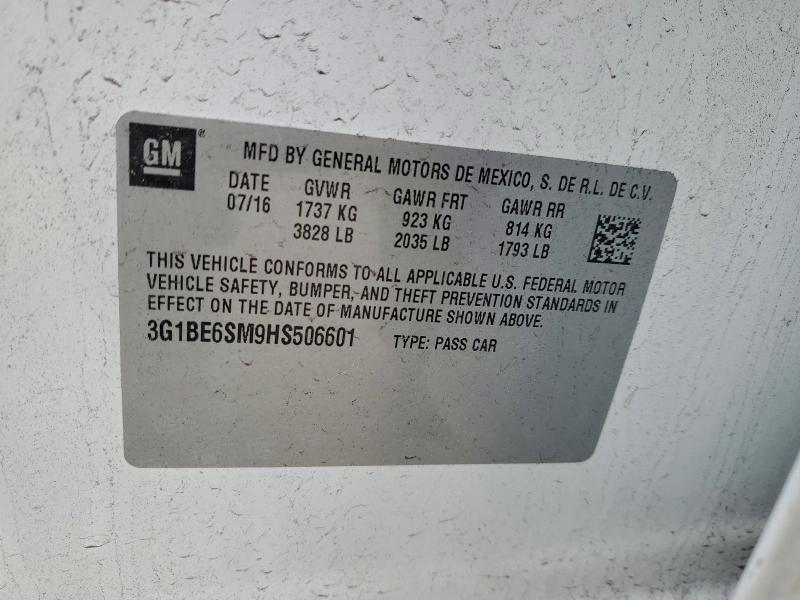 GM ®
MFD BY GENERAL MOTORS DE MEXICO, S. DE R.L. DE C.V.
DATE GVWR GAWR FRT GAWR RR
07/16 1737 KG 923 KG 814 KG
3828 LB 2035 LB 1793 LB
THIS VEHICLE CONFORMS TO ALL APPLICABLE U.S. FEDERAL MOTOR
VEHICLE SAFETY, BUMPER, AND THEFT PREVENTION STANDARDS IN
EFFECT ON THE DATE OF MANUFACTURE SHOWN ABOVE.
3G1BE6SM9HS506601 TYPE: PASS CAR